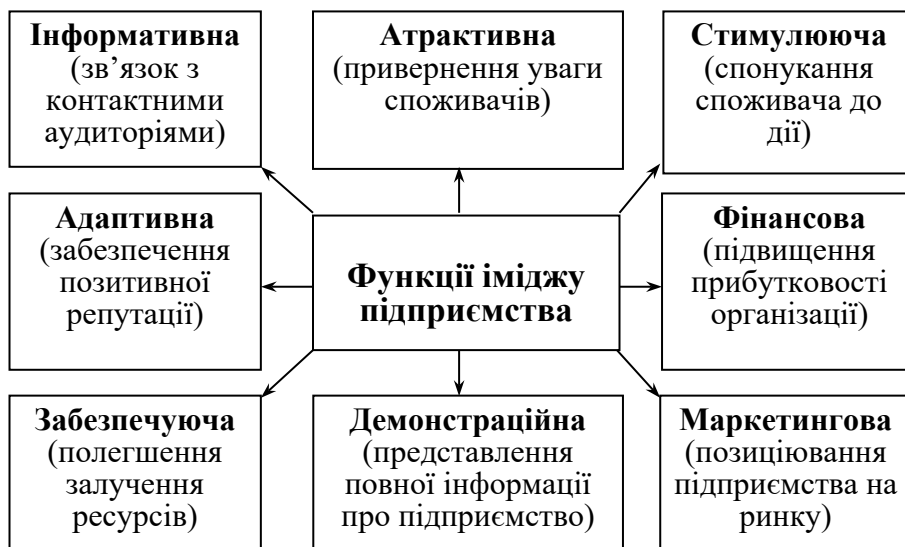 Інформативна
(зв’язок з
контактними
аудиторіями)
Атрактивна
(привернення уваги
споживачів)
Стимулююча
(спонукання
споживача до
дії)
Адаптивна
(забезпечення
позитивної
репутації)
Функції іміджу
підприємства
Фінансова
(підвищення
прибутковості
організації)
Забезпечуюча
(полегшення
залучення
ресурсів)
Демонстраційна
(представлення
повної інформації
про підприємство)
Маркетингова
(позиціювання
підприємства на
ринку)